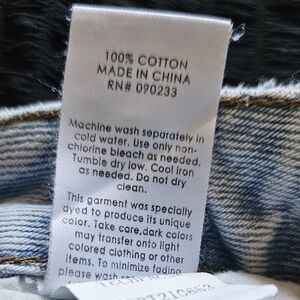 100% COTTON
MADE IN CHINA
RN# 090233
Machine wash separately in
cold water. Use only non-
chlorine bleach as needed.
Tumble dry low. Cool iron
as needed. Do not dry
clean.
This garment was specially
dyed to produce its unique
color. Take care,dark colors
may transfer onto light
colored clothing or other
items. To minimize fading
please wash